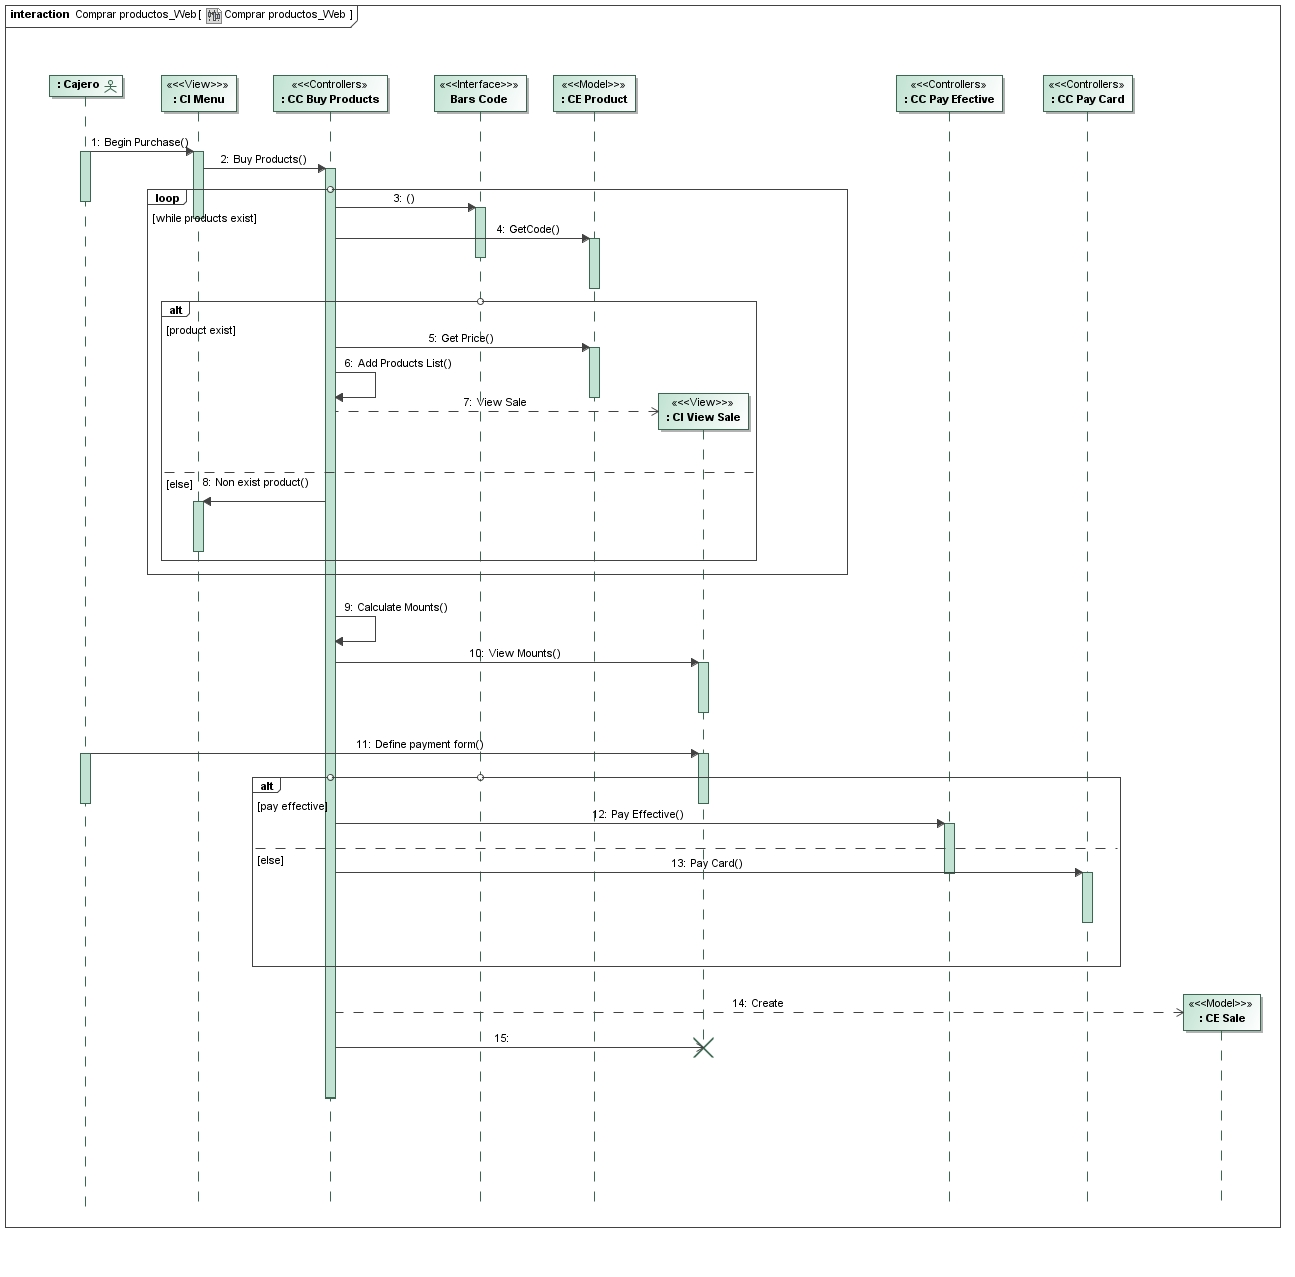 interaction Comprar productos_Web[ Comprar productos_Web ]
: Cajero
«<<View>>»
: CI Menu
«<<Controllers»
: CC Buy Products
«<<Interface>>»
Bars Code
«<<Model>>»
: CE Product
«<<Controllers»
: CC Pay Efective
«<<Controllers»
: CC Pay Card
1: Begin Purchase()
2: Buy Products()
loop
[while products exist]
3: ()
4: GetCode()
alt
[product exist]
5: Get Price()
6: Add Products List()
7: View Sale
«<<View>>»
: CI View Sale
[else]
8: Non exist product()
9: Calculate Mounts()
10: View Mounts()
11: Define payment form()
alt
[pay effective]
12: Pay Effective()
[else]
13: Pay Card()
14: Create
«<<Model>>»
: CE Sale
15: